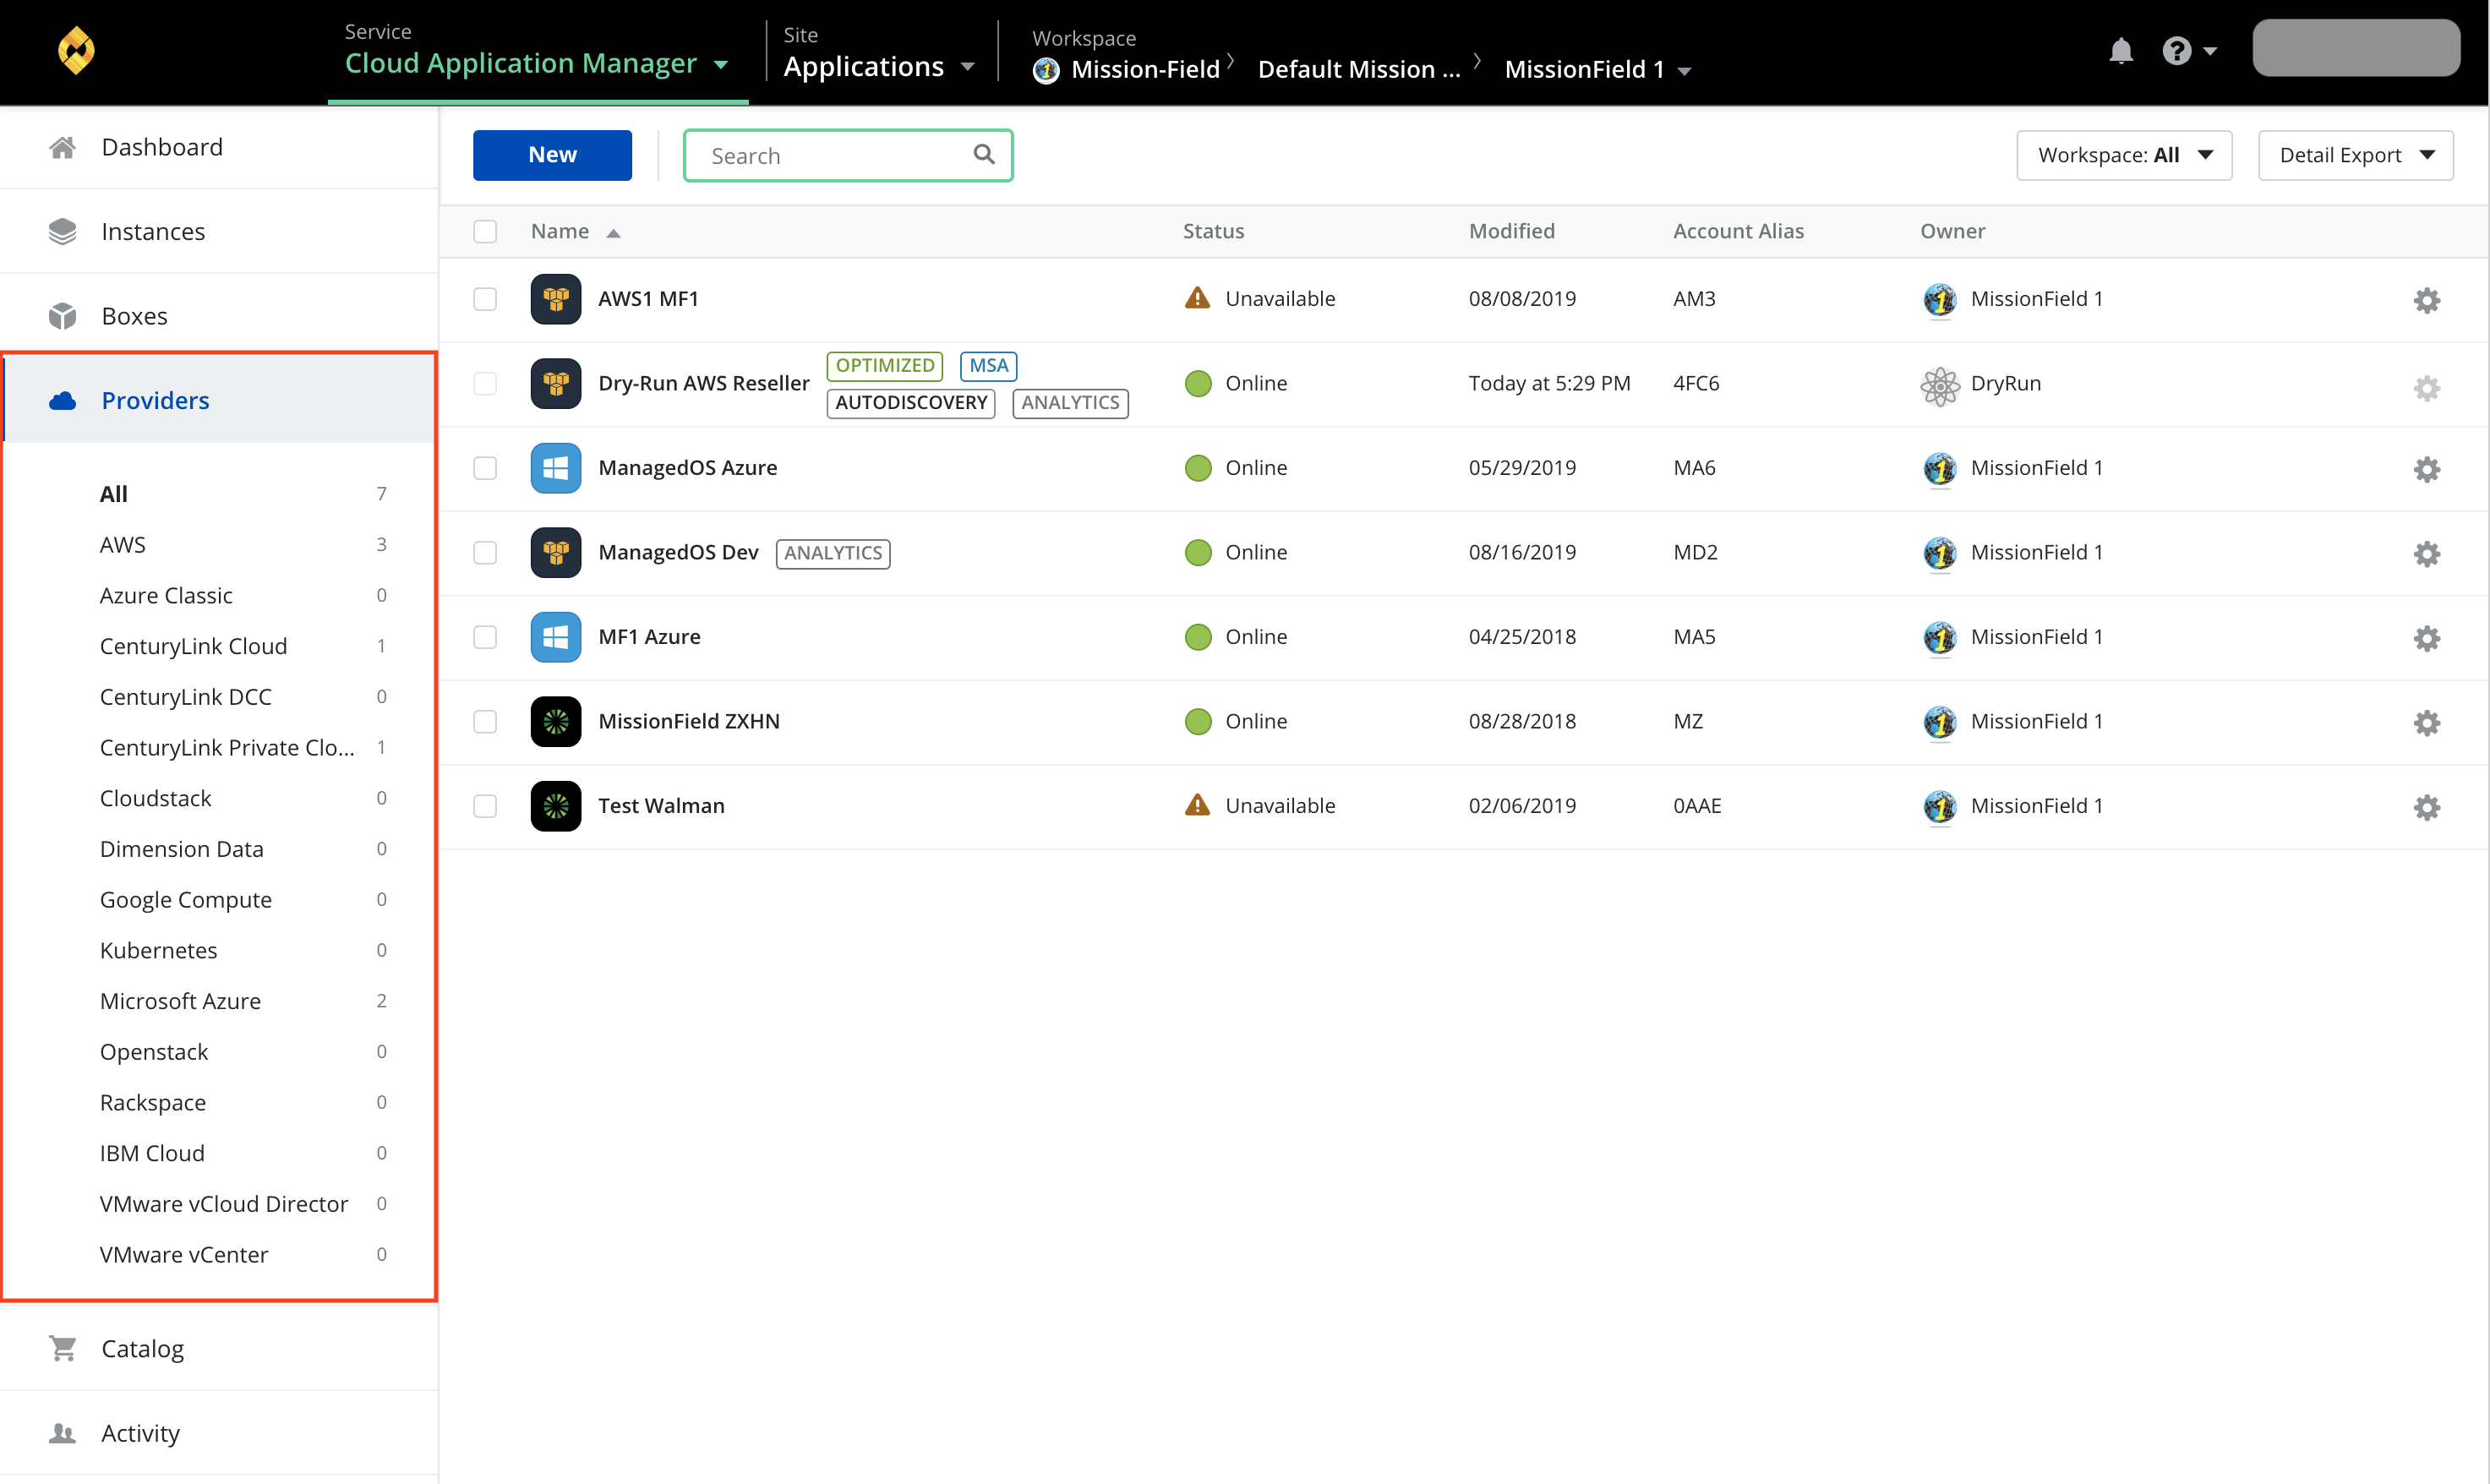 Service
Cloud Application Manager
Site
Applications
Workspace
Mission-Field
Default Mission ...
MissionField 1
Dashboard
Instances
Boxes
Providers
All 7
AWS 3
Azure Classic 0
CenturyLink Cloud 1
CenturyLink DCC 0
CenturyLink Private Clo... 1
Cloudstack 0
Dimension Data 0
Google Compute 0
Kubernetes 0
Microsoft Azure 2
Openstack 0
Rackspace 0
IBM Cloud 0
VMware vCloud Director 0
VMware vCenter 0
Catalog
Activity
New
Search
Workspace: All
Detail Export
Name Status Modified Account Alias Owner
AWS1 MF1 Unavailable 08/08/2019 AM3 MissionField 1
Dry-Run AWS Reseller OPTIMIZED MSA AUTODISCOVERY ANALYTICS Online Today at 5:29 PM 4FC6 DryRun
ManagedOS Azure Online 05/29/2019 MA6 MissionField 1
ManagedOS Dev ANALYTICS Online 08/16/2019 MD2 MissionField 1
MF1 Azure Online 04/25/2018 MA5 MissionField 1
MissionField ZXHN Online 08/28/2018 MZ MissionField 1
Test Walman Unavailable 02/06/2019 0AAE MissionField 1